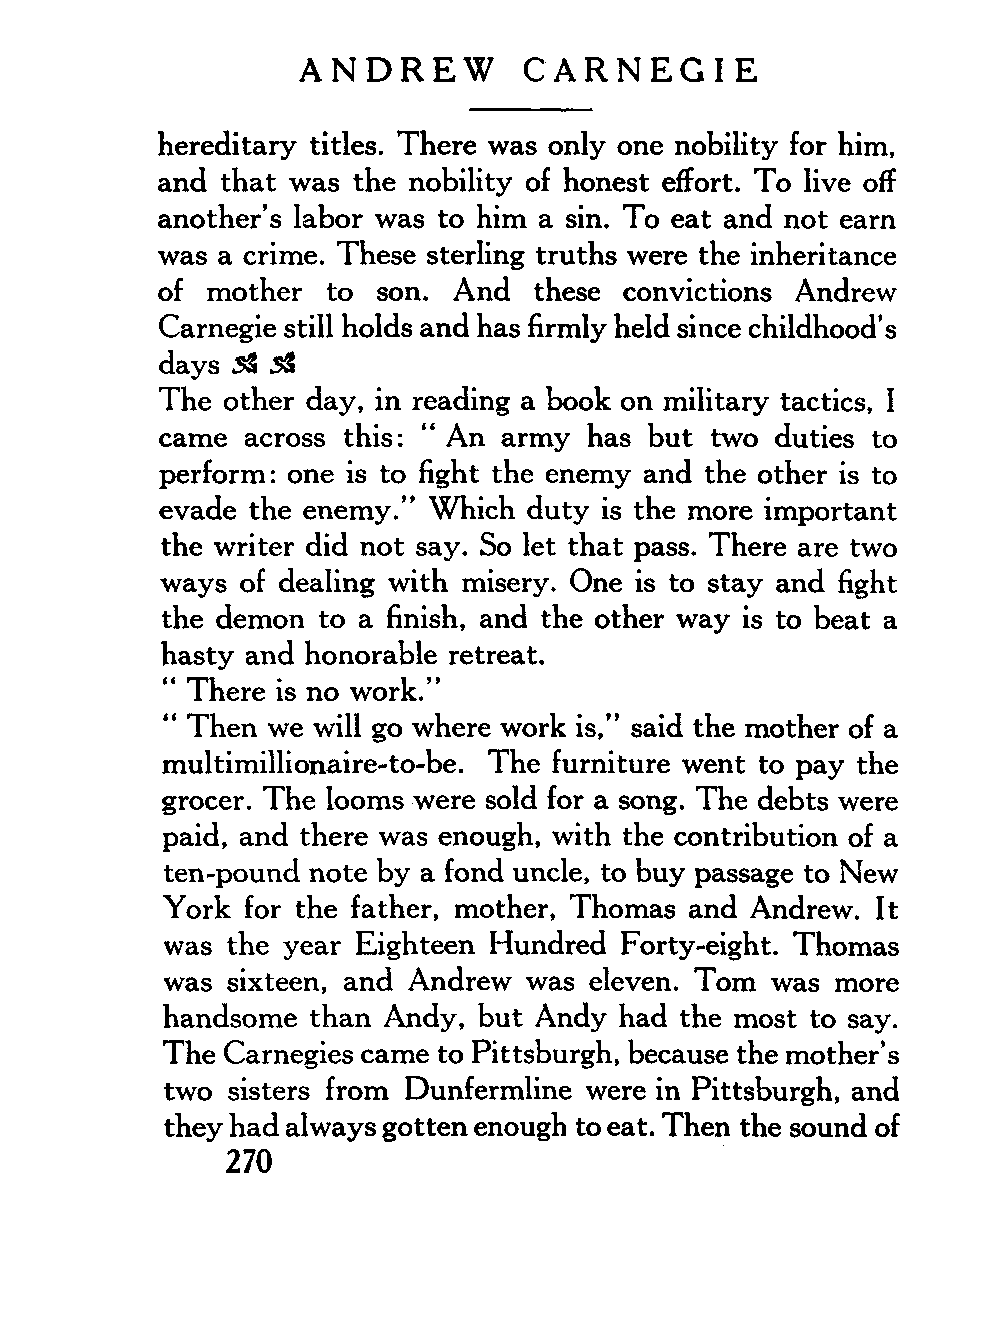 ANDREW CARNEGIE
hereditary titles. There was only one nobility for him,
and that was the nobility of honest effort. To live off
another's labor was to him a sin. To eat and not earn
was a crime. These sterling truths were the inheritance
of mother to son. And these convictions Andrew
Carnegie still holds and has firmly held since childhood's
days
The other day, in reading a book on military tactics, I
came across this: " An army has but two duties to
perform: one is to fight the enemy and the other is to
evade the enemy." Which duty is the more important
the writer did not say. So let that pass. There are two
ways of dealing with misery. One is to stay and fight
the demon to a finish, and the other way is to beat a
hasty and honorable retreat.
" There is no work."
" Then we will go where work is," said the mother of a
multimillionaire-to-be. The furniture went to pay the
grocer. The looms were sold for a song. The debts were
paid, and there was enough, with the contribution of a
ten-pound note by a fond uncle, to buy passage to New
York for the father, mother, Thomas and Andrew. It
was the year Eighteen Hundred Forty-eight. Thomas
was sixteen, and Andrew was eleven. Tom was more
handsome than Andy, but Andy had the most to say.
The Carnegies came to Pittsburgh, because the mother's
two sisters from Dunfermline were in Pittsburgh, and
they had always gotten enough to eat. Then the sound of
270